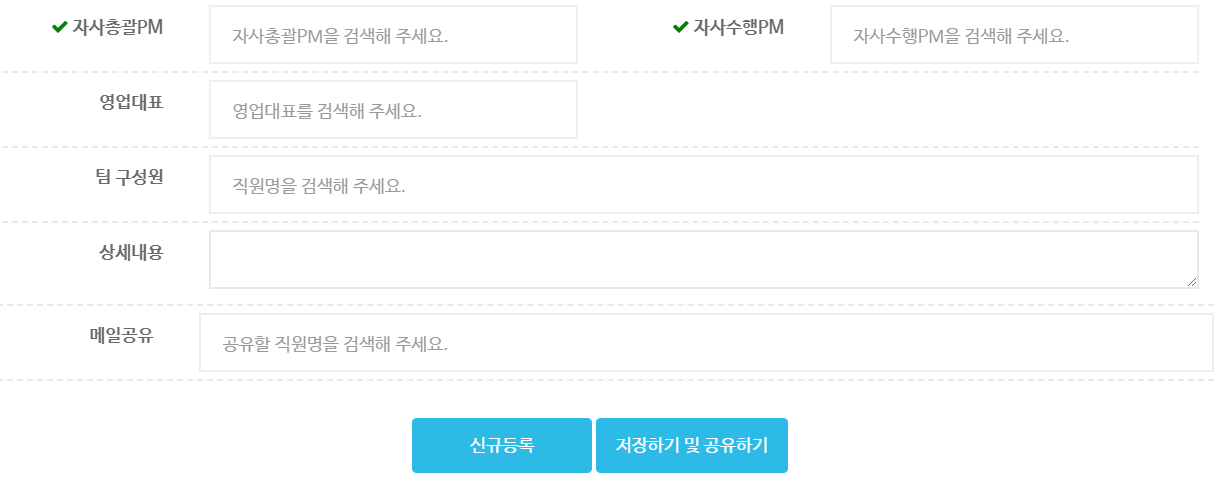 자사총괄PM 자사총괄PM을 검색해 주세요. 자사수행PM 자사수행PM을 검색해 주세요.
영업대표 영업대표를 검색해 주세요.
팀 구성원 직원명을 검색해 주세요.
상세내용
메일공유 공유할 직원명을 검색해 주세요.
신규등록 저장하기 및 공유하기